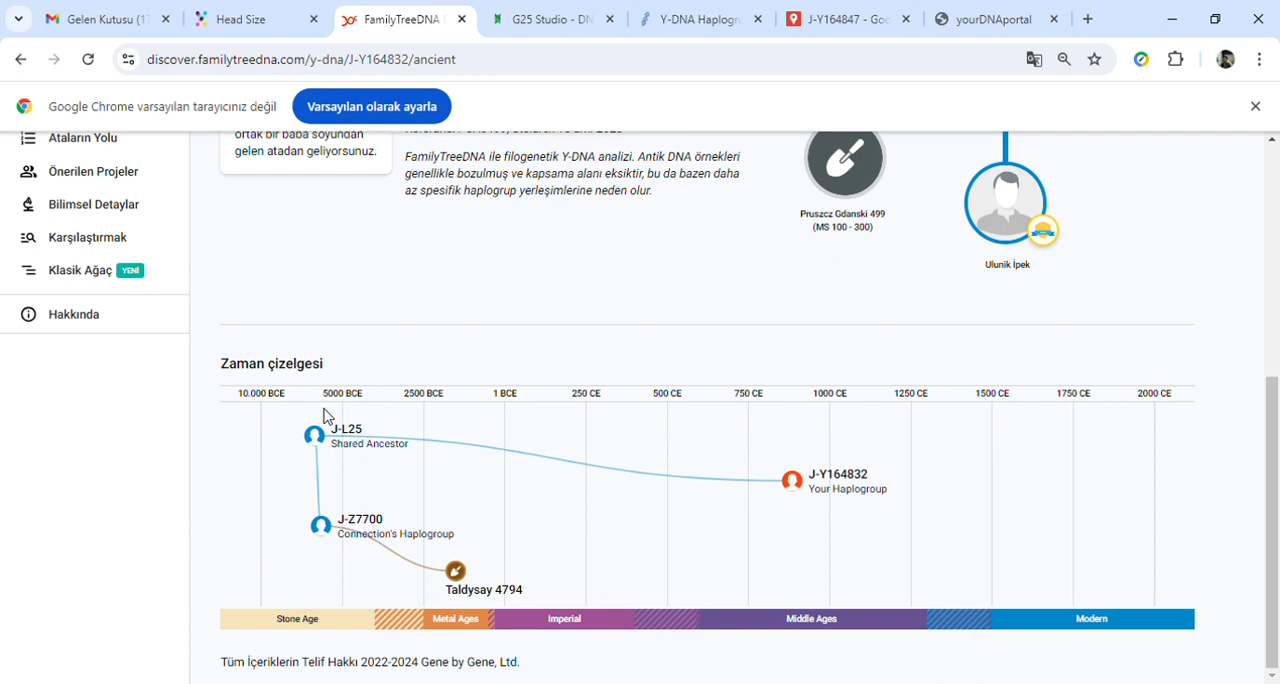 Gelen Kutusu (17
Head Size
FamilyTreeDNA
G25 Studio - DN
Y-DNA Haplogru
J-Y164847 - Goo
yourDNAportal
discover.familytreedna.com/y-dna/J-Y164832/ancient
Google Chrome varsayılan tarayıcınız değil
Varsayılan olarak ayarla
Ataların Yolu
Önerilen Projeler
Bilimsel Detaylar
Karşılaştırmak
Klasik Ağaç YENİ
Hakkında
ortak bir baba soyundan
gelen atadan geliyorsunuz.
FamilyTreeDNA ile filogenetik Y-DNA analizi. Antik DNA örnekleri
genellikle bozulmuş ve kapsama alanı eksiktir, bu da bazen daha
az spesifik haplogrup yerleşimlerine neden olur.
Pruszcz Gdanski 499
(MS 100 - 300)
Ulunik İpek
Zaman çizelgesi
10.000 BCE 5000 BCE 2500 BCE 1 BCE 250 CE 500 CE 750 CE 1000 CE 1250 CE 1500 CE 1750 CE 2000 CE
J-L25
Shared Ancestor
J-Y164832
Your Haplogroup
J-Z7700
Connection's Haplogroup
Taldysay 4794
Stone Age Metal Ages Imperial Middle Ages Modern
Tüm İçeriklerin Telif Hakkı 2022-2024 Gene by Gene, Ltd.